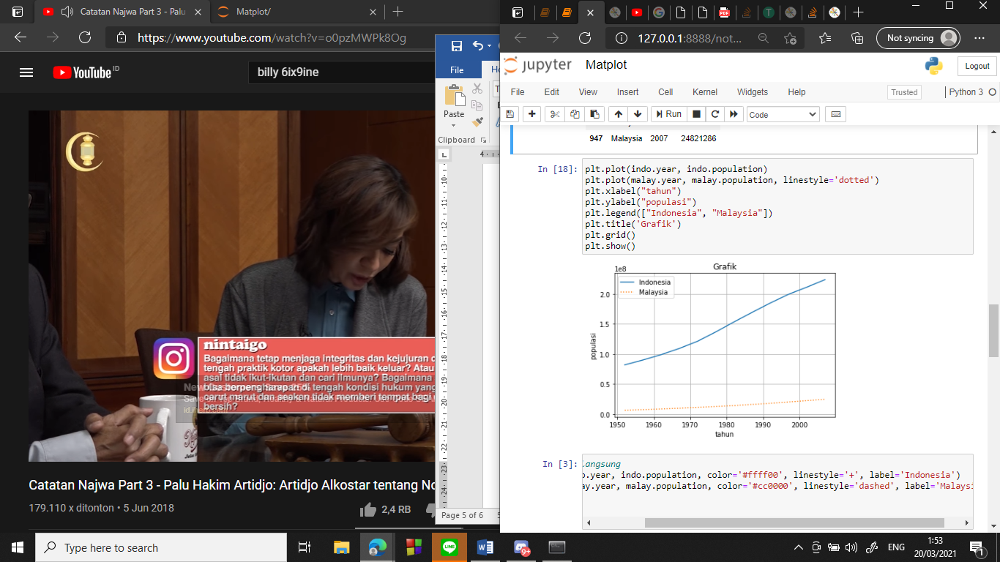 Catatan Najwa Part 3 - Palu
Matplot/
https://www.youtube.com/watch?v=o0pzMWPk8Og
YouTube ID
billy 6ix9ine
nintaigo
Bagaimana tetap menjaga integritas dan kejujuran
tengah praktik kotor apakah lebih baik keluar? Atau
asal tidak ikut-ikutan dan cari ilmunya? Bagaimana
bisa berpengharapan di tengah kondisi hukum yang
carut marut dan seakan tidak memberi tempat bagi
bersih?
Catatan Najwa Part 3 - Palu Hakim Artidjo: Artidjo Alkostar tentang No
179.110 x ditonton • 5 Jun 2018
2,4 RB
File
Paste
Clipboard
Page 5 of 6
127.0.0.1:8888/not...
Not syncing
jupyter Matplot
Logout
File Edit View Insert Cell Kernel Widgets Help
Trusted
Python 3
Run
Code
947 Malaysia 2007 24821286
In [18]:
plt.plot(indo.year, indo.population)
plt.plot(malay.year, malay.population, linestyle='dotted')
plt.xlabel("tahun")
plt.ylabel("populasi")
plt.legend(["Indonesia", "Malaysia"])
plt.title('Grafik')
plt.grid()
plt.show()
Grafik
1e8
Indonesia
Malaysia
2.0
1.5
1.0
0.5
0.0
populasi
1950 1960 1970 1980 1990 2000
tahun
In [3]:
langsung
o.year, indo.population, color='#ffff00', linestyle='+', label='Indonesia')
ay.year, malay.population, color='#cc0000', linestyle='dashed', label='Malaysi
Type here to search
LINE
9+
ENG
1:53
20/03/2021
1